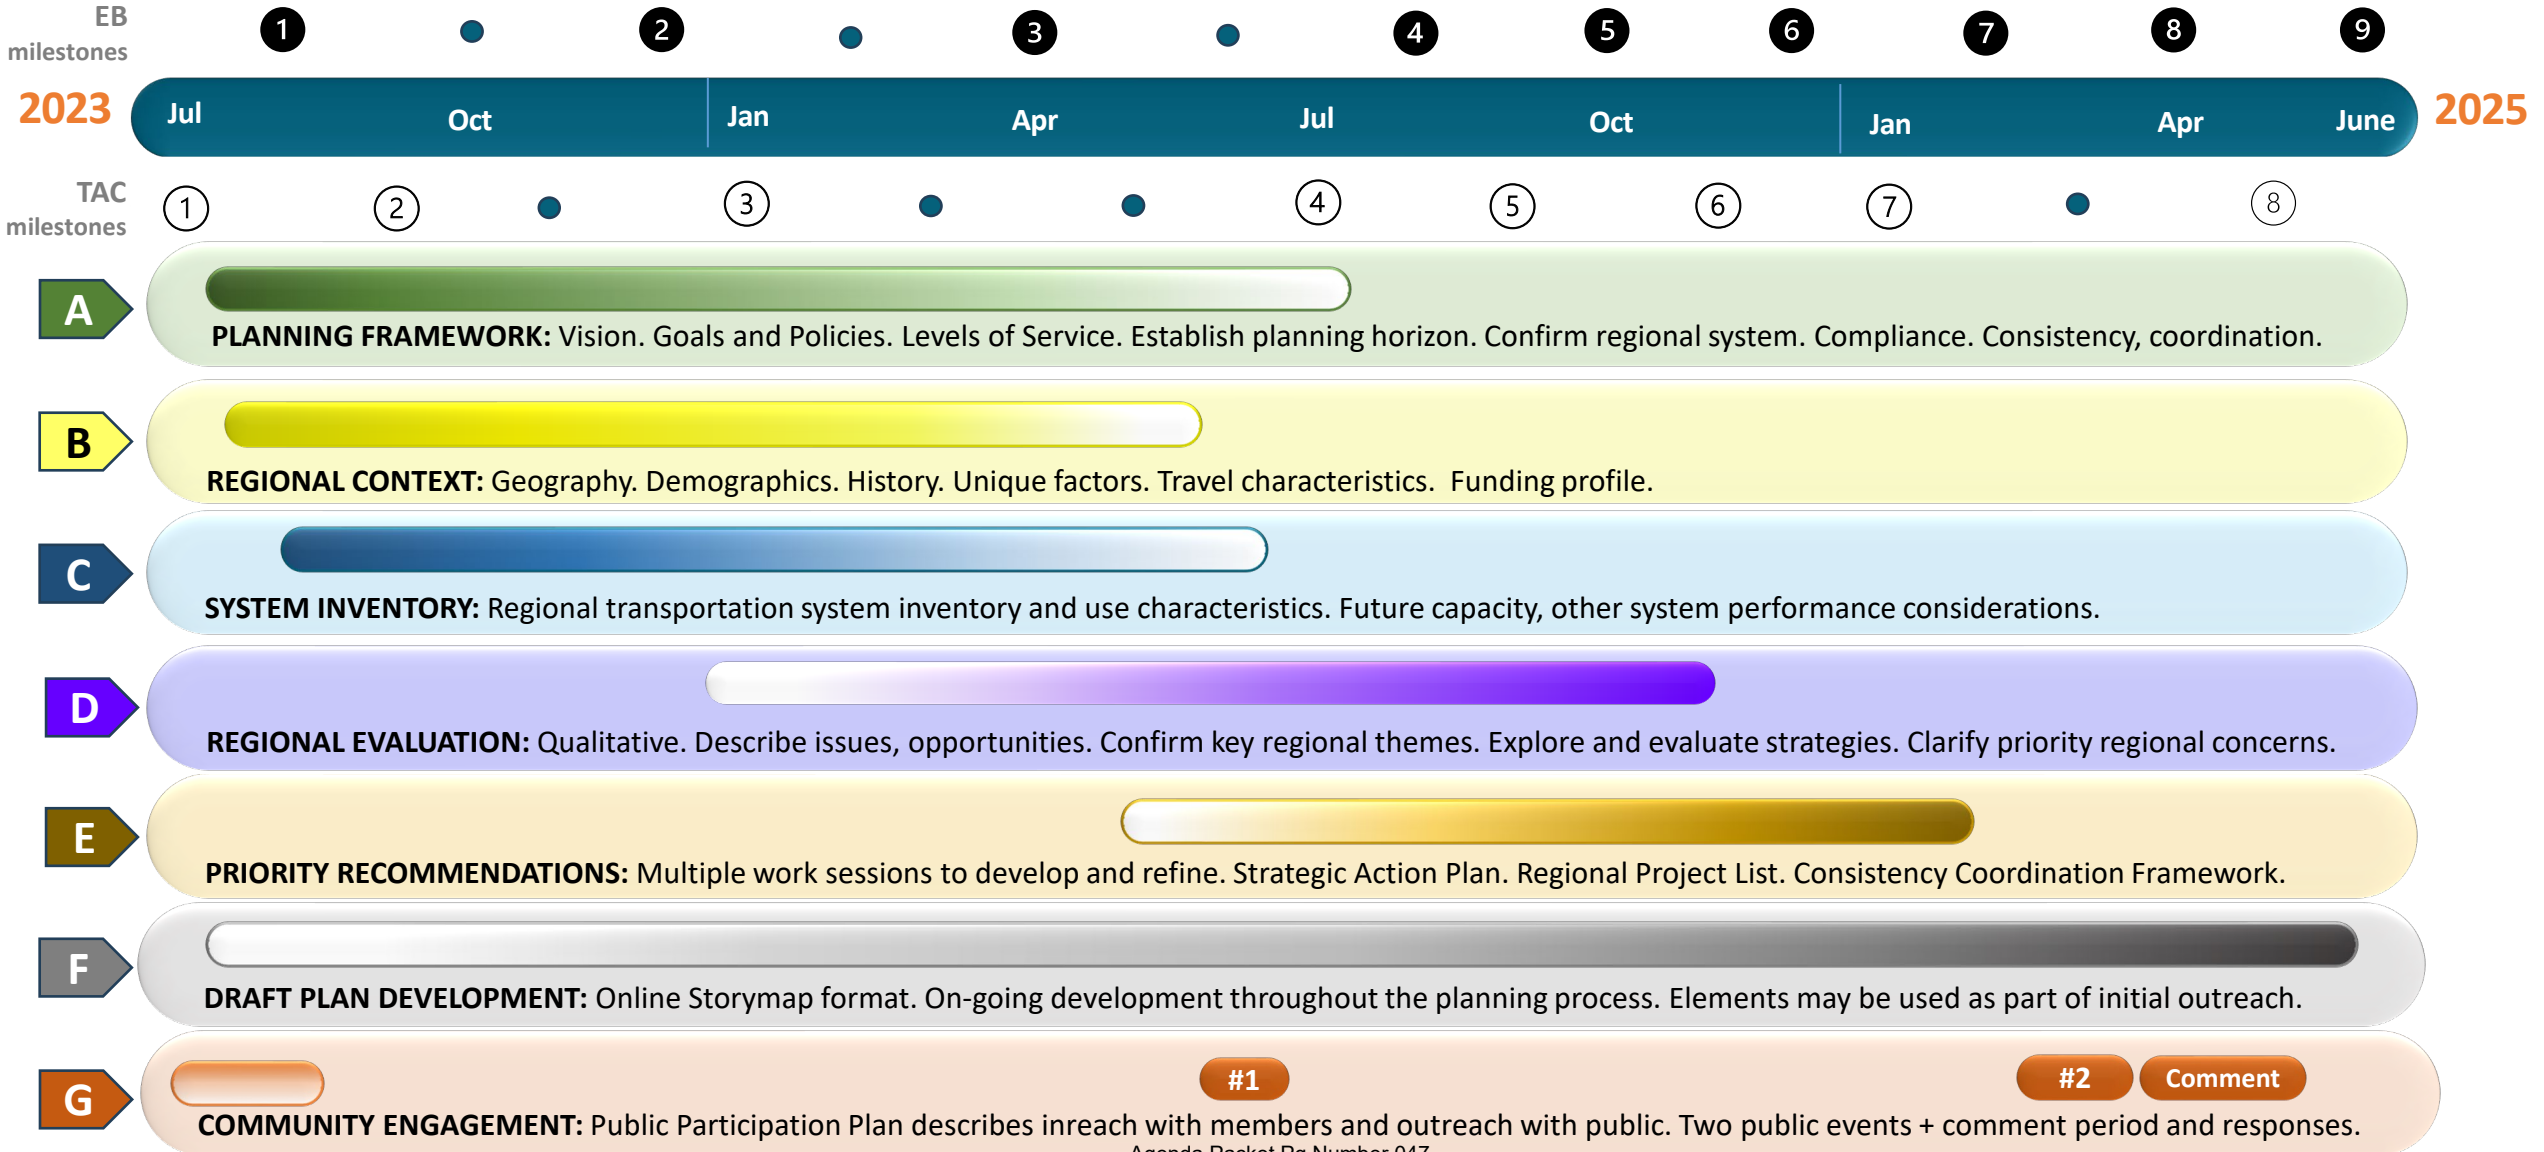 EB
milestones
1 2 3 4 5 6 7 8 9
2023 Jul Oct Jan Apr Jul Oct Jan Apr June 2025
TAC
milestones
1 2 3 4 5 6 7 8
A
PLANNING FRAMEWORK: Vision. Goals and Policies. Levels of Service. Establish planning horizon. Confirm regional system. Compliance. Consistency, coordination.
B
REGIONAL CONTEXT: Geography. Demographics. History. Unique factors. Travel characteristics. Funding profile.
C
SYSTEM INVENTORY: Regional transportation system inventory and use characteristics. Future capacity, other system performance considerations.
D
REGIONAL EVALUATION: Qualitative. Describe issues, opportunities. Confirm key regional themes. Explore and evaluate strategies. Clarify priority regional concerns.
E
PRIORITY RECOMMENDATIONS: Multiple work sessions to develop and refine. Strategic Action Plan. Regional Project List. Consistency Coordination Framework.
F
DRAFT PLAN DEVELOPMENT: Online Storymap format. On-going development throughout the planning process. Elements may be used as part of initial outreach.
G
#1 #2 Comment
COMMUNITY ENGAGEMENT: Public Participation Plan describes inreach with members and outreach with public. Two public events + comment period and responses.
Agenda Packet Pg Number 047